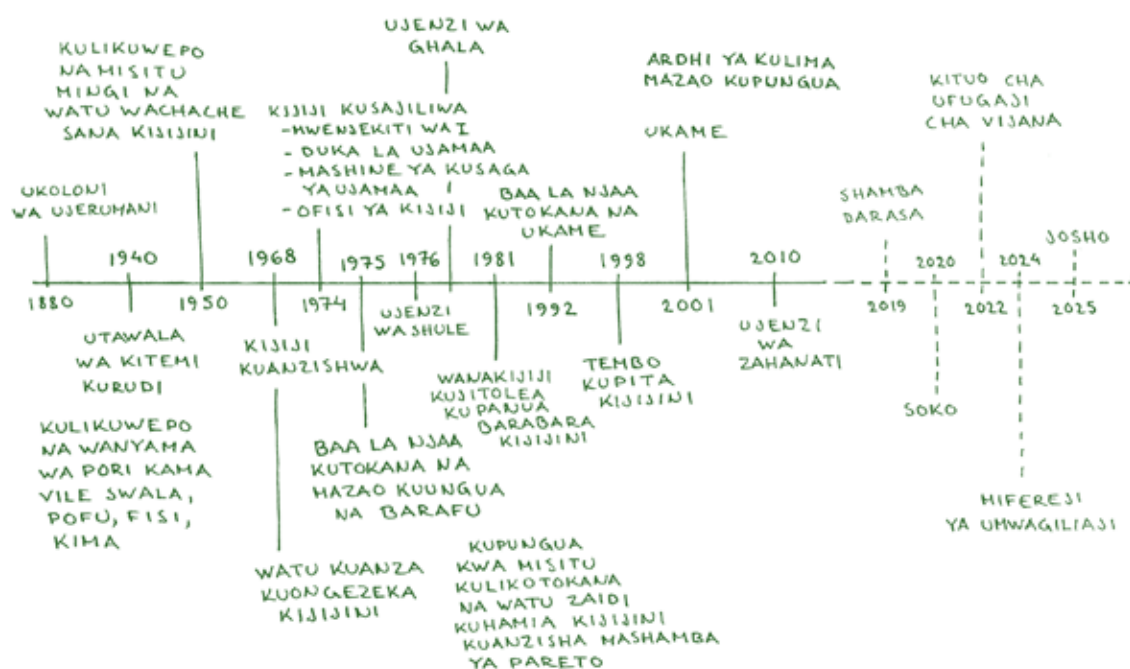 UJENZI WA
GHALA
KULIKUWEPO
NA MISITU
MINGI NA
WATU WACHACHE
SANA KIJIJINI
KIJIJI KUSAJILIWA
-MWENJEKITI WA I
- DUKA LA UJAMAA
-MASHINE YA KUSAGA
YA UJAMAA
-OFISI YA KIJIJI
ARDHI YA KULIMA
MAZAO KUPUNGUA
UKAME
KITUO CHA
UFUGAJI
CHA VIJANA
UKOLONI
WA UJERUMANI
BAA LA NJAA
KUTOKANA NA
UKAME
SHAMBA
DARASA
JOSHO
1880
1940
1950
1968
1974
1975
1976
1981
1992
1998
2001
2010
2019
2020
2022
2024
2025
UTAWALA
WA KITEMI
KURUDI
KULIKUWEPO
NA WANYAMA
WA PORI KAMA
VILE SWALA,
POFU, FISI,
KIMA
KIJIJI
KUANZISHWA
WATU KUANZA
KUONGEZEKA
KIJIJINI
BAA LA NJAA
KUTOKANA NA
MAZAO KUUNGUA
NA BARAFU
UJENZI
WA SHULE
WANAKIJIJI
KUJITOLEA
KUPANUA
BARABARA
KIJIJINI
KUPUNGUA
KWA MISITU
KULIKOTOKANA
NA WATU ZAIDI
KUHAMIA KIJIJINI
KUANZISHA MASHAMBA
YA PARETO
TEMBO
KUPITA
KIJIJINI
UJENZI
WA
ZAHANATI
SOKO
MIFEREJI
YA UMWAGILIAJI